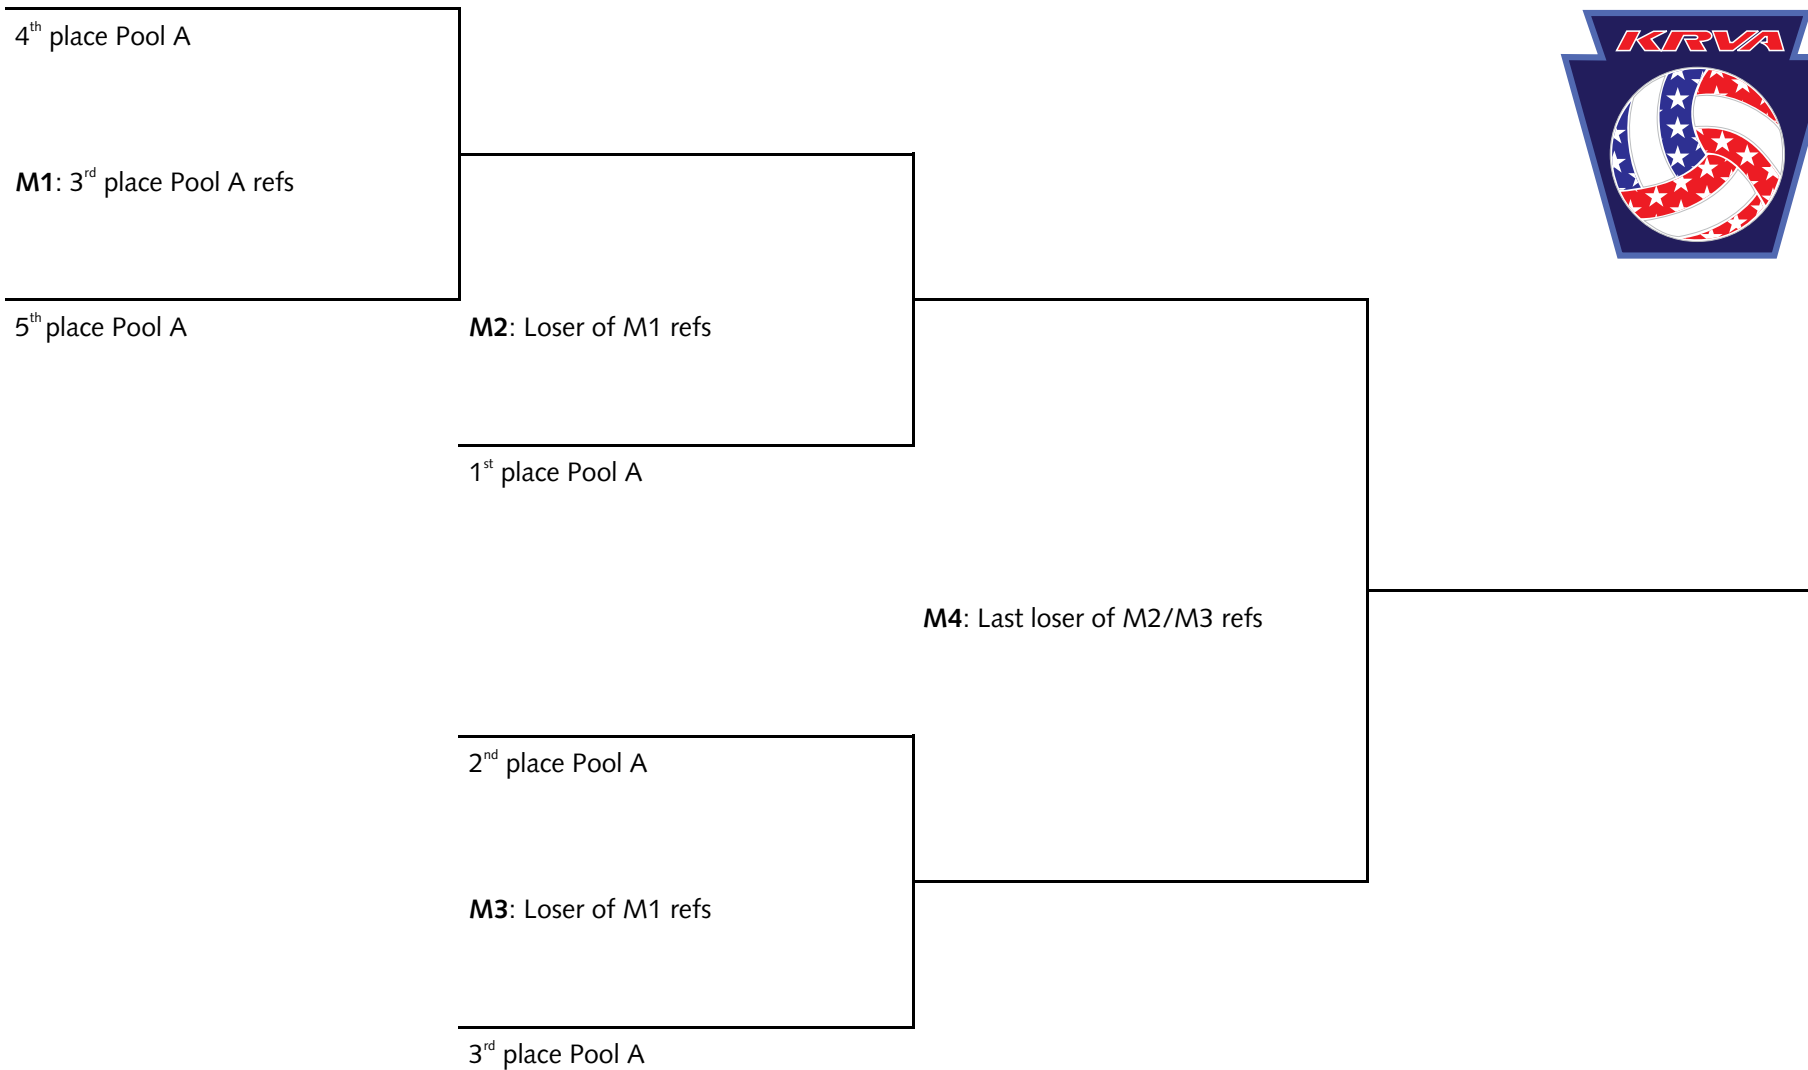 4th place Pool A
KRVA
M1: 3rd place Pool A refs
5th place Pool A
M2: Loser of M1 refs
1st place Pool A
M4: Last loser of M2/M3 refs
2nd place Pool A
M3: Loser of M1 refs
3rd place Pool A